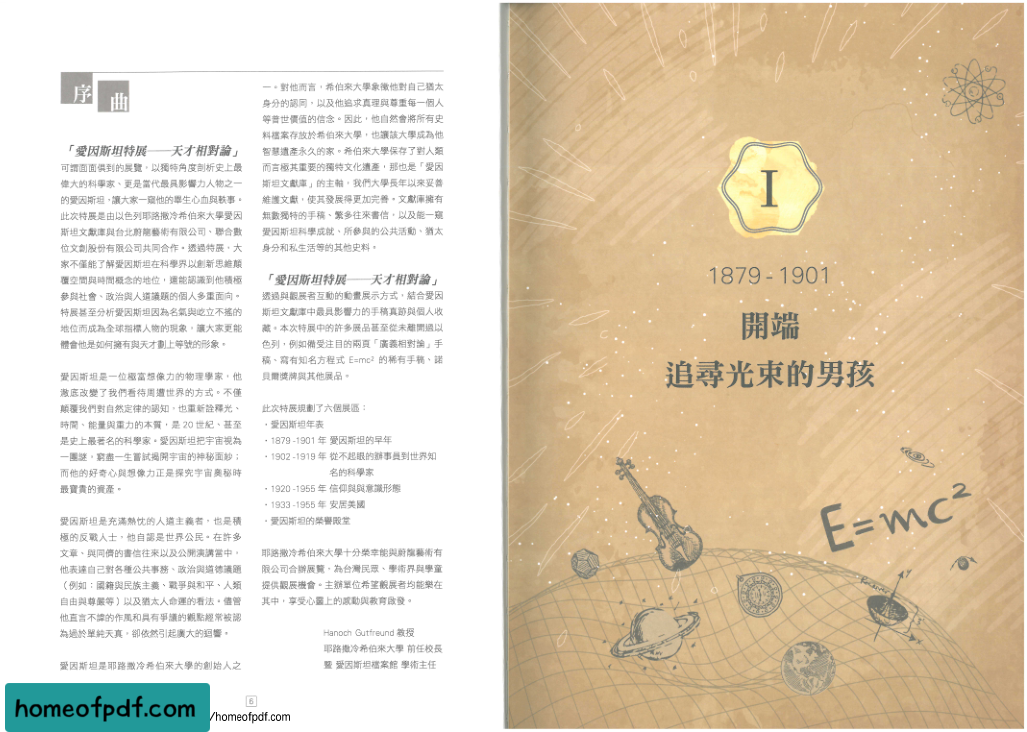 序曲
「愛因斯坦特展——天才相對論」
可謂面面俱到的展覽，以獨特角度剖析史上最
偉大的科學家、更是當代最具影響力人物之一
的愛因斯坦，讓大家一窺他的畢生心血與軼事。
此次特展是由以色列耶路撒冷希伯來大學愛因
斯坦文獻庫與台北蔚龍藝術有限公司、聯合數
位文創股份有限公司共同合作。透過特展，大
家不僅能了解愛因斯坦在科學界以創新思維顛
覆空間與時間概念的地位，還能認識到他積極
參與社會、政治與人道議題的個人多重面向。
特展甚至分析愛因斯坦因為名氣與屹立不搖的
地位而成為全球指標人物的現象，讓大家更能
體會他是如何擁有與天才劃上等號的形象。
愛因斯坦是一位極富想像力的物理學家，他
澈底改變了我們看待周遭世界的方式。不僅
顛覆我們對自然定律的認知，也重新詮釋光、
時間、能量與重力的本質，是 20 世紀、甚至
是史上最著名的科學家。愛因斯坦把宇宙視為
一團謎，窮盡一生嘗試揭開宇宙的神秘面紗；
而他的好奇心與想像力正是探究宇宙奧秘時
最寶貴的資產。
愛因斯坦是充滿熱忱的人道主義者，也是積
極的反戰人士，他自認是世界公民。在許多
文章、與同儕的書信往來以及公開演講當中，
他表達自己對各種公共事務、政治與道德議題
（例如：國籍與民族主義、戰爭與和平、人類
自由與尊嚴等）以及猶太人命運的看法。儘管
他直言不諱的作風和具有爭議的觀點經常被認
為過於單純天真，卻依然引起廣大的迴響。
愛因斯坦是耶路撒冷希伯來大學的創始人之
一。對他而言，希伯來大學象徵他對自己猶太
身分的認同，以及他追求真理與尊重每一個人
等普世價值的信念。因此，他自然會將所有史
料檔案存放於希伯來大學，也讓該大學成為他
智慧遺產永久的家。希伯來大學保存了對人類
而言極其重要的獨特文化遺產，那也是「愛因
斯坦文獻庫」的主軸，我們大學長年以來妥善
維護文獻，使其發展得更加完善。文獻庫擁有
無數獨特的手稿、繁多往來書信，以及能一窺
愛因斯坦科學成就、所參與的公共活動、猶太
身分和私生活等的其他史料。
「愛因斯坦特展——天才相對論」
透過與觀展者互動的動畫展示方式，結合愛因
斯坦文獻庫中最具影響力的手稿真跡與個人收
藏。本次特展中的許多展品甚至從未離開過以
色列，例如備受注目的兩頁「廣義相對論」手
稿、寫有知名方程式 E=mc² 的稀有手稿、諾
貝爾獎牌與其他展品。
此次特展規劃了六個展區：
・愛因斯坦年表
・1879 -1901 年 愛因斯坦的早年
・1902 -1919 年 從不起眼的辦事員到世界知
名的科學家
・1920 -1955 年 信仰與與意識形態
・1933 -1955 年 安居美國
・愛因斯坦的榮譽殿堂
耶路撒冷希伯來大學十分榮幸能與蔚龍藝術有
限公司合辦展覽，為台灣民眾、學術界與學童
提供觀展機會。主辦單位希望觀展者均能樂在
其中，享受心靈上的感動與教育啟發。
Hanoch Gutfreund 教授
耶路撒冷希伯來大學 前任校長
暨 愛因斯坦檔案館 學術主任
6
homeofpdf.com
/homeofpdf.com
I
1879 - 1901
開端
追尋光束的男孩
E=mc²